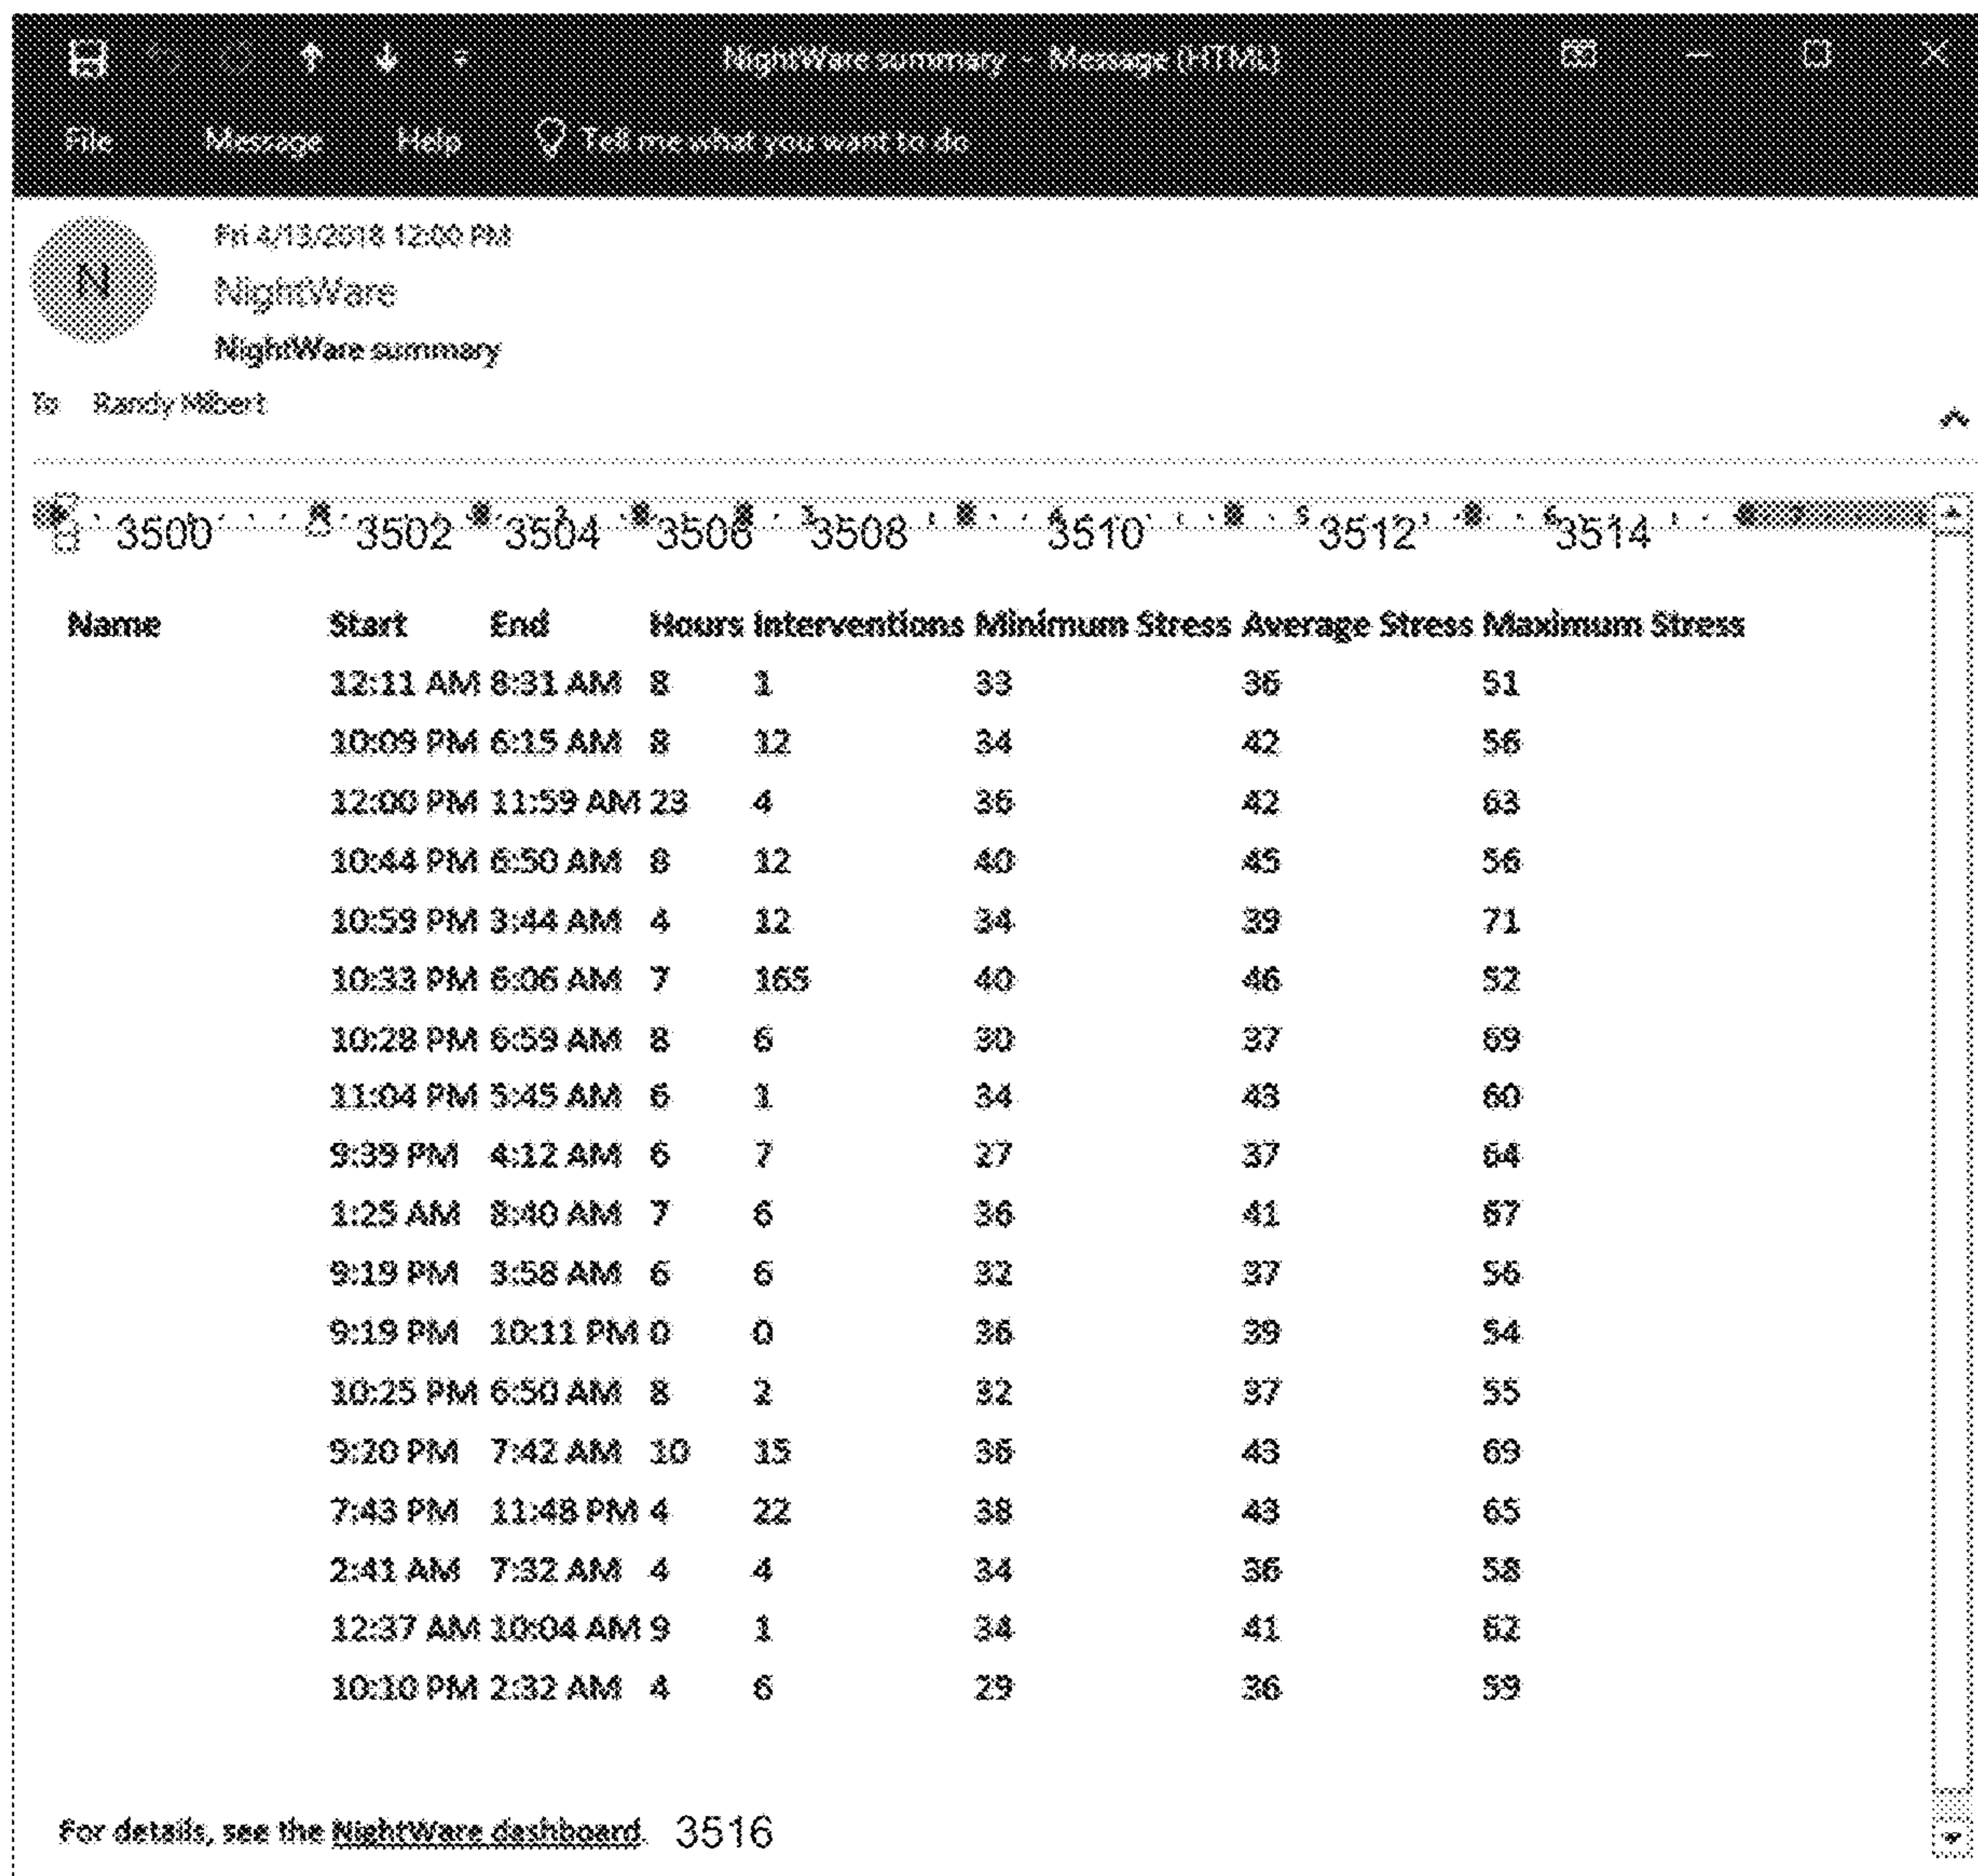 NightWare summary - Message (HTML)
File Message Help Tell me what you want to do
Fri 4/13/2018 12:00 PM
N
NightWare
NightWare summary
To Randy Mibert
3500 3502 3504 3506 3508 3510 3512 3514
Name Start End Hours Interventions Minimum Stress Average Stress Maximum Stress
12:11 AM 8:31 AM 8 1 33 36 51
10:09 PM 6:15 AM 8 12 34 42 56
12:00 PM 11:59 AM 23 4 36 42 63
10:44 PM 6:50 AM 8 12 40 45 56
10:59 PM 3:44 AM 4 12 34 39 71
10:33 PM 6:06 AM 7 165 40 46 52
10:28 PM 6:59 AM 8 6 30 37 69
11:04 PM 5:45 AM 6 1 34 43 60
9:39 PM 4:12 AM 6 7 27 37 64
1:25 AM 8:40 AM 7 6 36 41 67
9:19 PM 3:58 AM 6 6 32 37 56
9:19 PM 10:11 PM 0 0 36 39 54
10:25 PM 6:50 AM 8 2 32 37 55
9:20 PM 7:42 AM 10 15 36 43 69
7:43 PM 11:48 PM 4 22 38 43 65
2:41 AM 7:32 AM 4 4 34 36 58
12:37 AM 10:04 AM 9 1 34 41 62
10:10 PM 2:32 AM 4 6 29 36 59
For details, see the NightWare dashboard. 3516